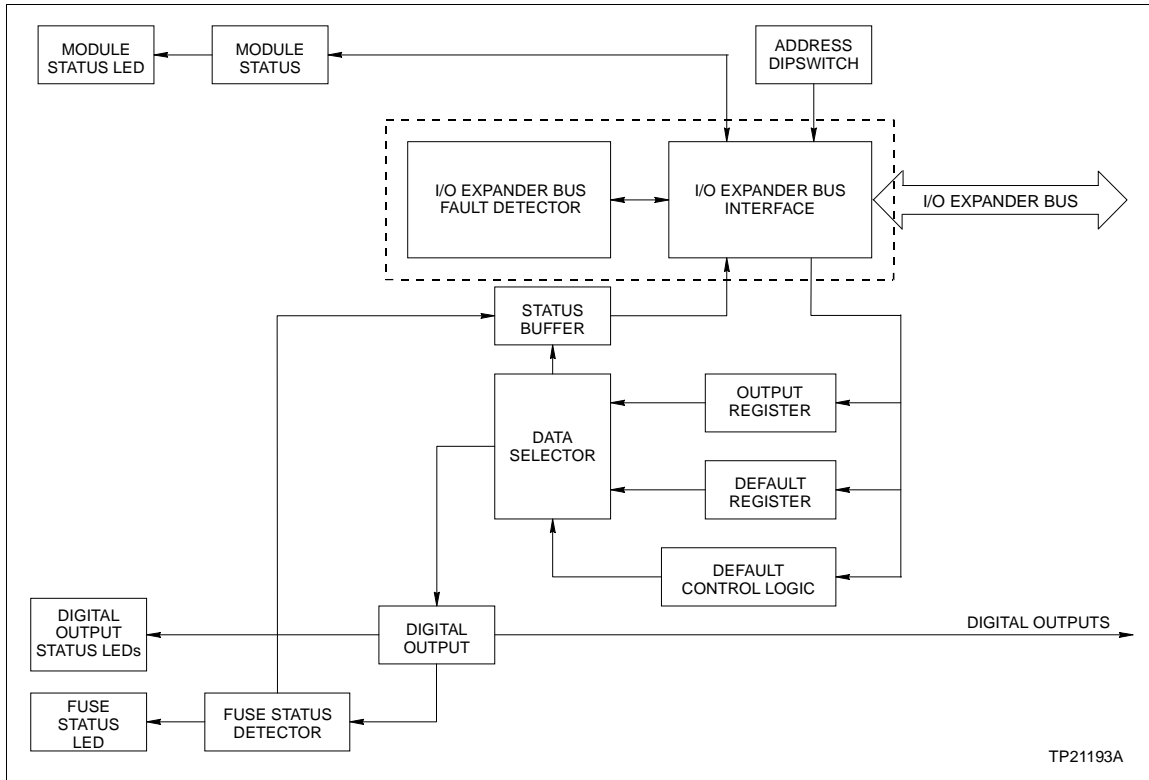 MODULE
STATUS LED
MODULE
STATUS
ADDRESS
DIPSWITCH
I/O EXPANDER BUS
FAULT DETECTOR
I/O EXPANDER BUS
INTERFACE
I/O EXPANDER BUS
STATUS
BUFFER
DATA
SELECTOR
OUTPUT
REGISTER
DEFAULT
REGISTER
DEFAULT
CONTROL LOGIC
DIGITAL
OUTPUT
STATUS LEDs
DIGITAL
OUTPUT
DIGITAL OUTPUTS
FUSE
STATUS
LED
FUSE STATUS
DETECTOR
TP21193A